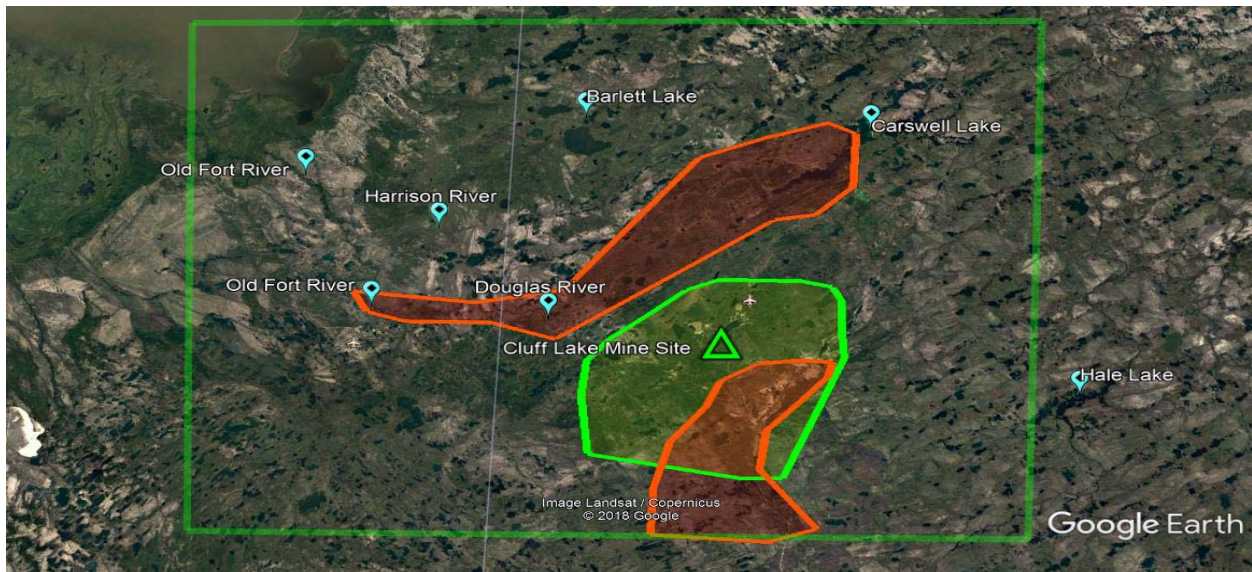 Barlett Lake
Carswell Lake
Old Fort River
Harrison River
Old Fort River
Douglas River
Cluff Lake Mine Site
Hale Lake
Image Landsat / Copernicus
© 2018 Google
Google Earth